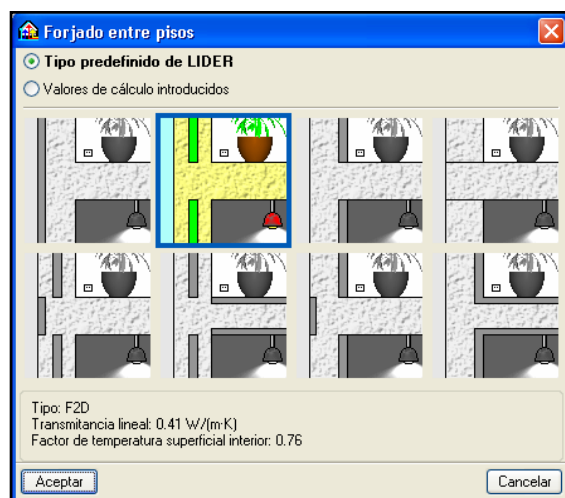 Forjado entre pisos
Tipo predefinido de LIDER
Valores de cálculo introducidos
Tipo: F2D
Transmitancia lineal: 0.41 W/(m·K)
Factor de temperatura superficial interior: 0.76
Aceptar
Cancelar